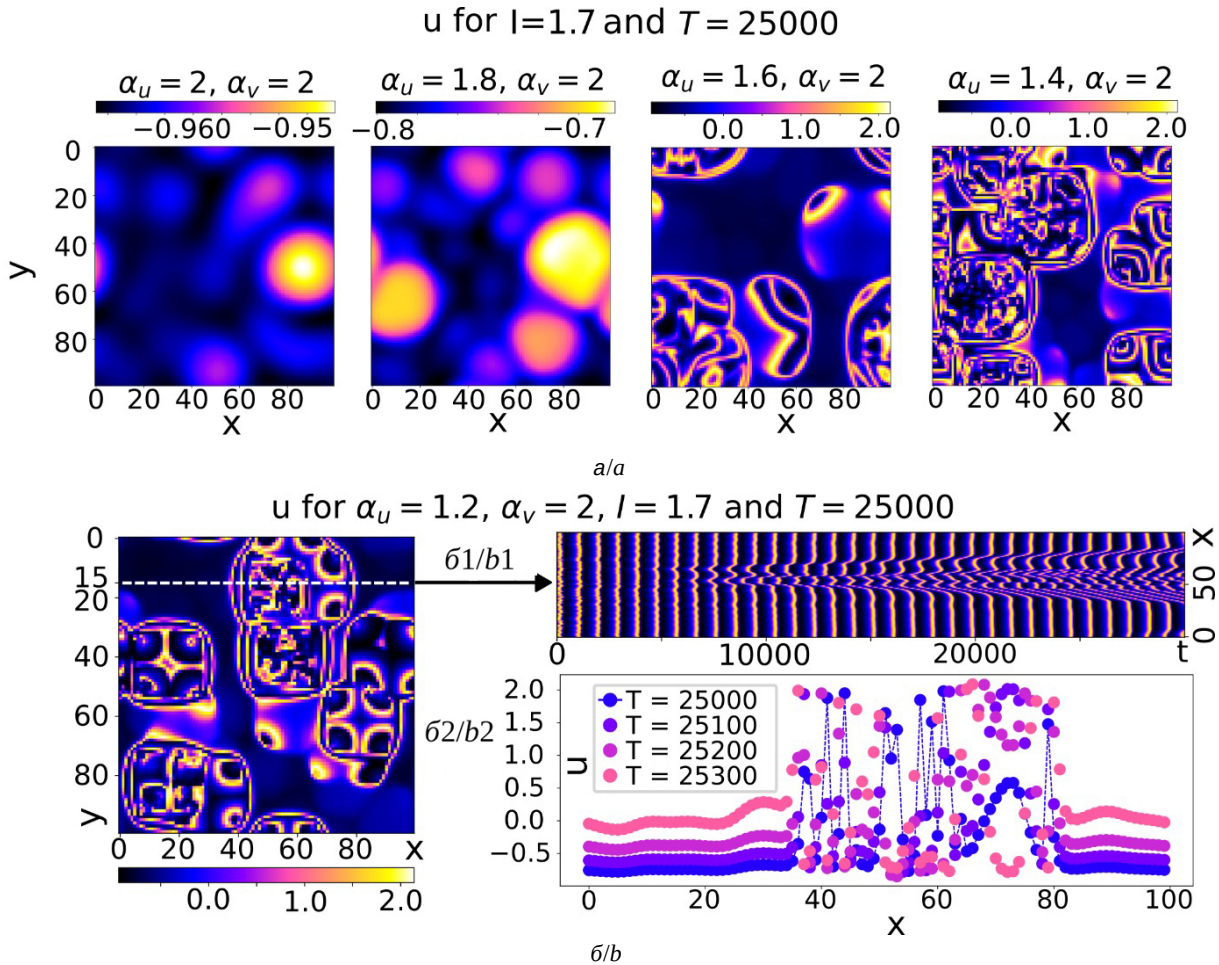 u for I=1.7 and T = 25000
α_u = 2, α_v = 2
α_u = 1.8, α_v = 2
α_u = 1.6, α_v = 2
α_u = 1.4, α_v = 2
−0.960 −0.95
−0.8 −0.7
0.0 1.0 2.0
0.0 1.0 2.0
y
0
20
40
60
80
0 20 40 60 80
x
0 20 40 60 80
x
0 20 40 60 80
x
0 20 40 60 80
x
а/a
u for α_u = 1.2, α_v = 2, I = 1.7 and T = 25000
0
15
20
40
60
80
y
0 20 40 60 80 x
0.0 1.0 2.0
б1/b1
0 50 x
0 10000 20000 t
б2/b2
u
2.0
1.5
1.0
0.5
0.0
−0.5
T = 25000
T = 25100
T = 25200
T = 25300
0 20 40 60 80 100
x
б/b